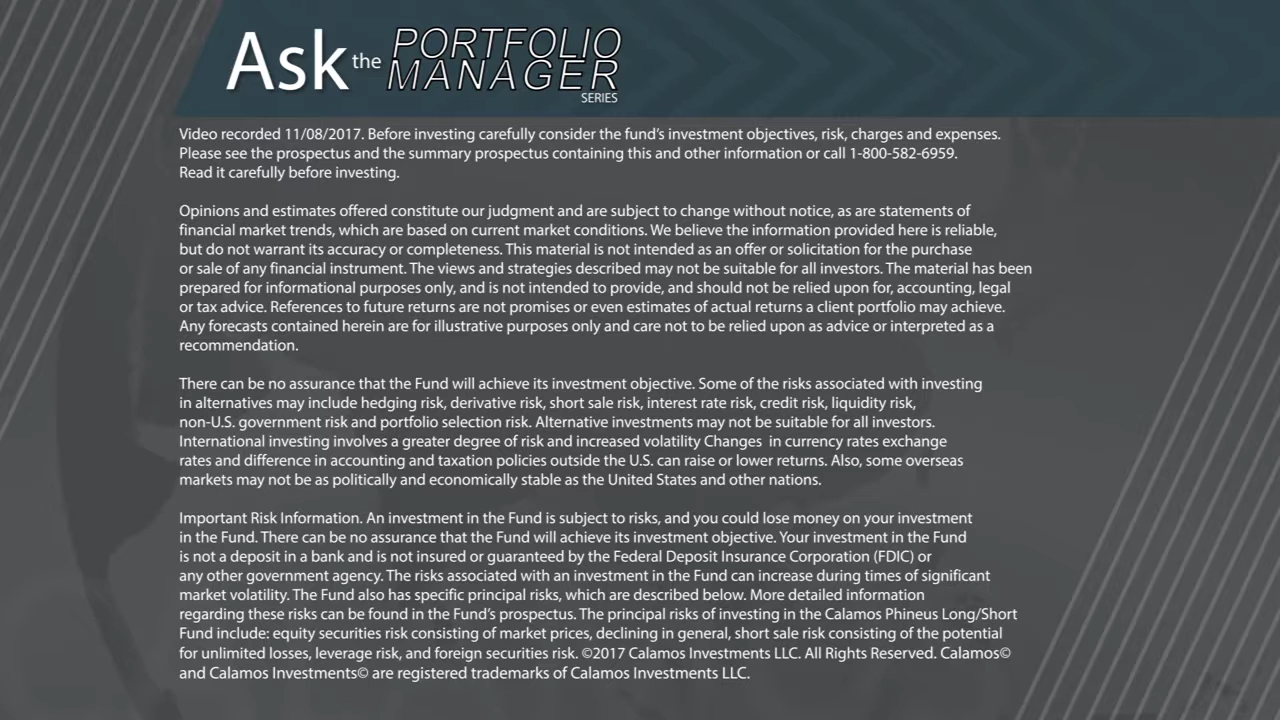 Ask the PORTFOLIO
MANAGER
SERIES
Video recorded 11/08/2017. Before investing carefully consider the fund's investment objectives, risk, charges and expenses.
Please see the prospectus and the summary prospectus containing this and other information or call 1-800-582-6959.
Read it carefully before investing.
Opinions and estimates offered constitute our judgment and are subject to change without notice, as are statements of
financial market trends, which are based on current market conditions. We believe the information provided here is reliable,
but do not warrant its accuracy or completeness. This material is not intended as an offer or solicitation for the purchase
or sale of any financial instrument. The views and strategies described may not be suitable for all investors. The material has been
prepared for informational purposes only, and is not intended to provide, and should not be relied upon for, accounting, legal
or tax advice. References to future returns are not promises or even estimates of actual returns a client portfolio may achieve.
Any forecasts contained herein are for illustrative purposes only and care not to be relied upon as advice or interpreted as a
recommendation.
There can be no assurance that the Fund will achieve its investment objective. Some of the risks associated with investing
in alternatives may include hedging risk, derivative risk, short sale risk, interest rate risk, credit risk, liquidity risk,
non-U.S. government risk and portfolio selection risk. Alternative investments may not be suitable for all investors.
International investing involves a greater degree of risk and increased volatility Changes  in currency rates exchange
rates and difference in accounting and taxation policies outside the U.S. can raise or lower returns. Also, some overseas
markets may not be as politically and economically stable as the United States and other nations.
Important Risk Information. An investment in the Fund is subject to risks, and you could lose money on your investment
in the Fund. There can be no assurance that the Fund will achieve its investment objective. Your investment in the Fund
is not a deposit in a bank and is not insured or guaranteed by the Federal Deposit Insurance Corporation (FDIC) or
any other government agency. The risks associated with an investment in the Fund can increase during times of significant
market volatility. The Fund also has specific principal risks, which are described below. More detailed information
regarding these risks can be found in the Fund's prospectus. The principal risks of investing in the Calamos Phineus Long/Short
Fund include: equity securities risk consisting of market prices, declining in general, short sale risk consisting of the potential
for unlimited losses, leverage risk, and foreign securities risk. ©2017 Calamos Investments LLC. All Rights Reserved. Calamos©
and Calamos Investments© are registered trademarks of Calamos Investments LLC.